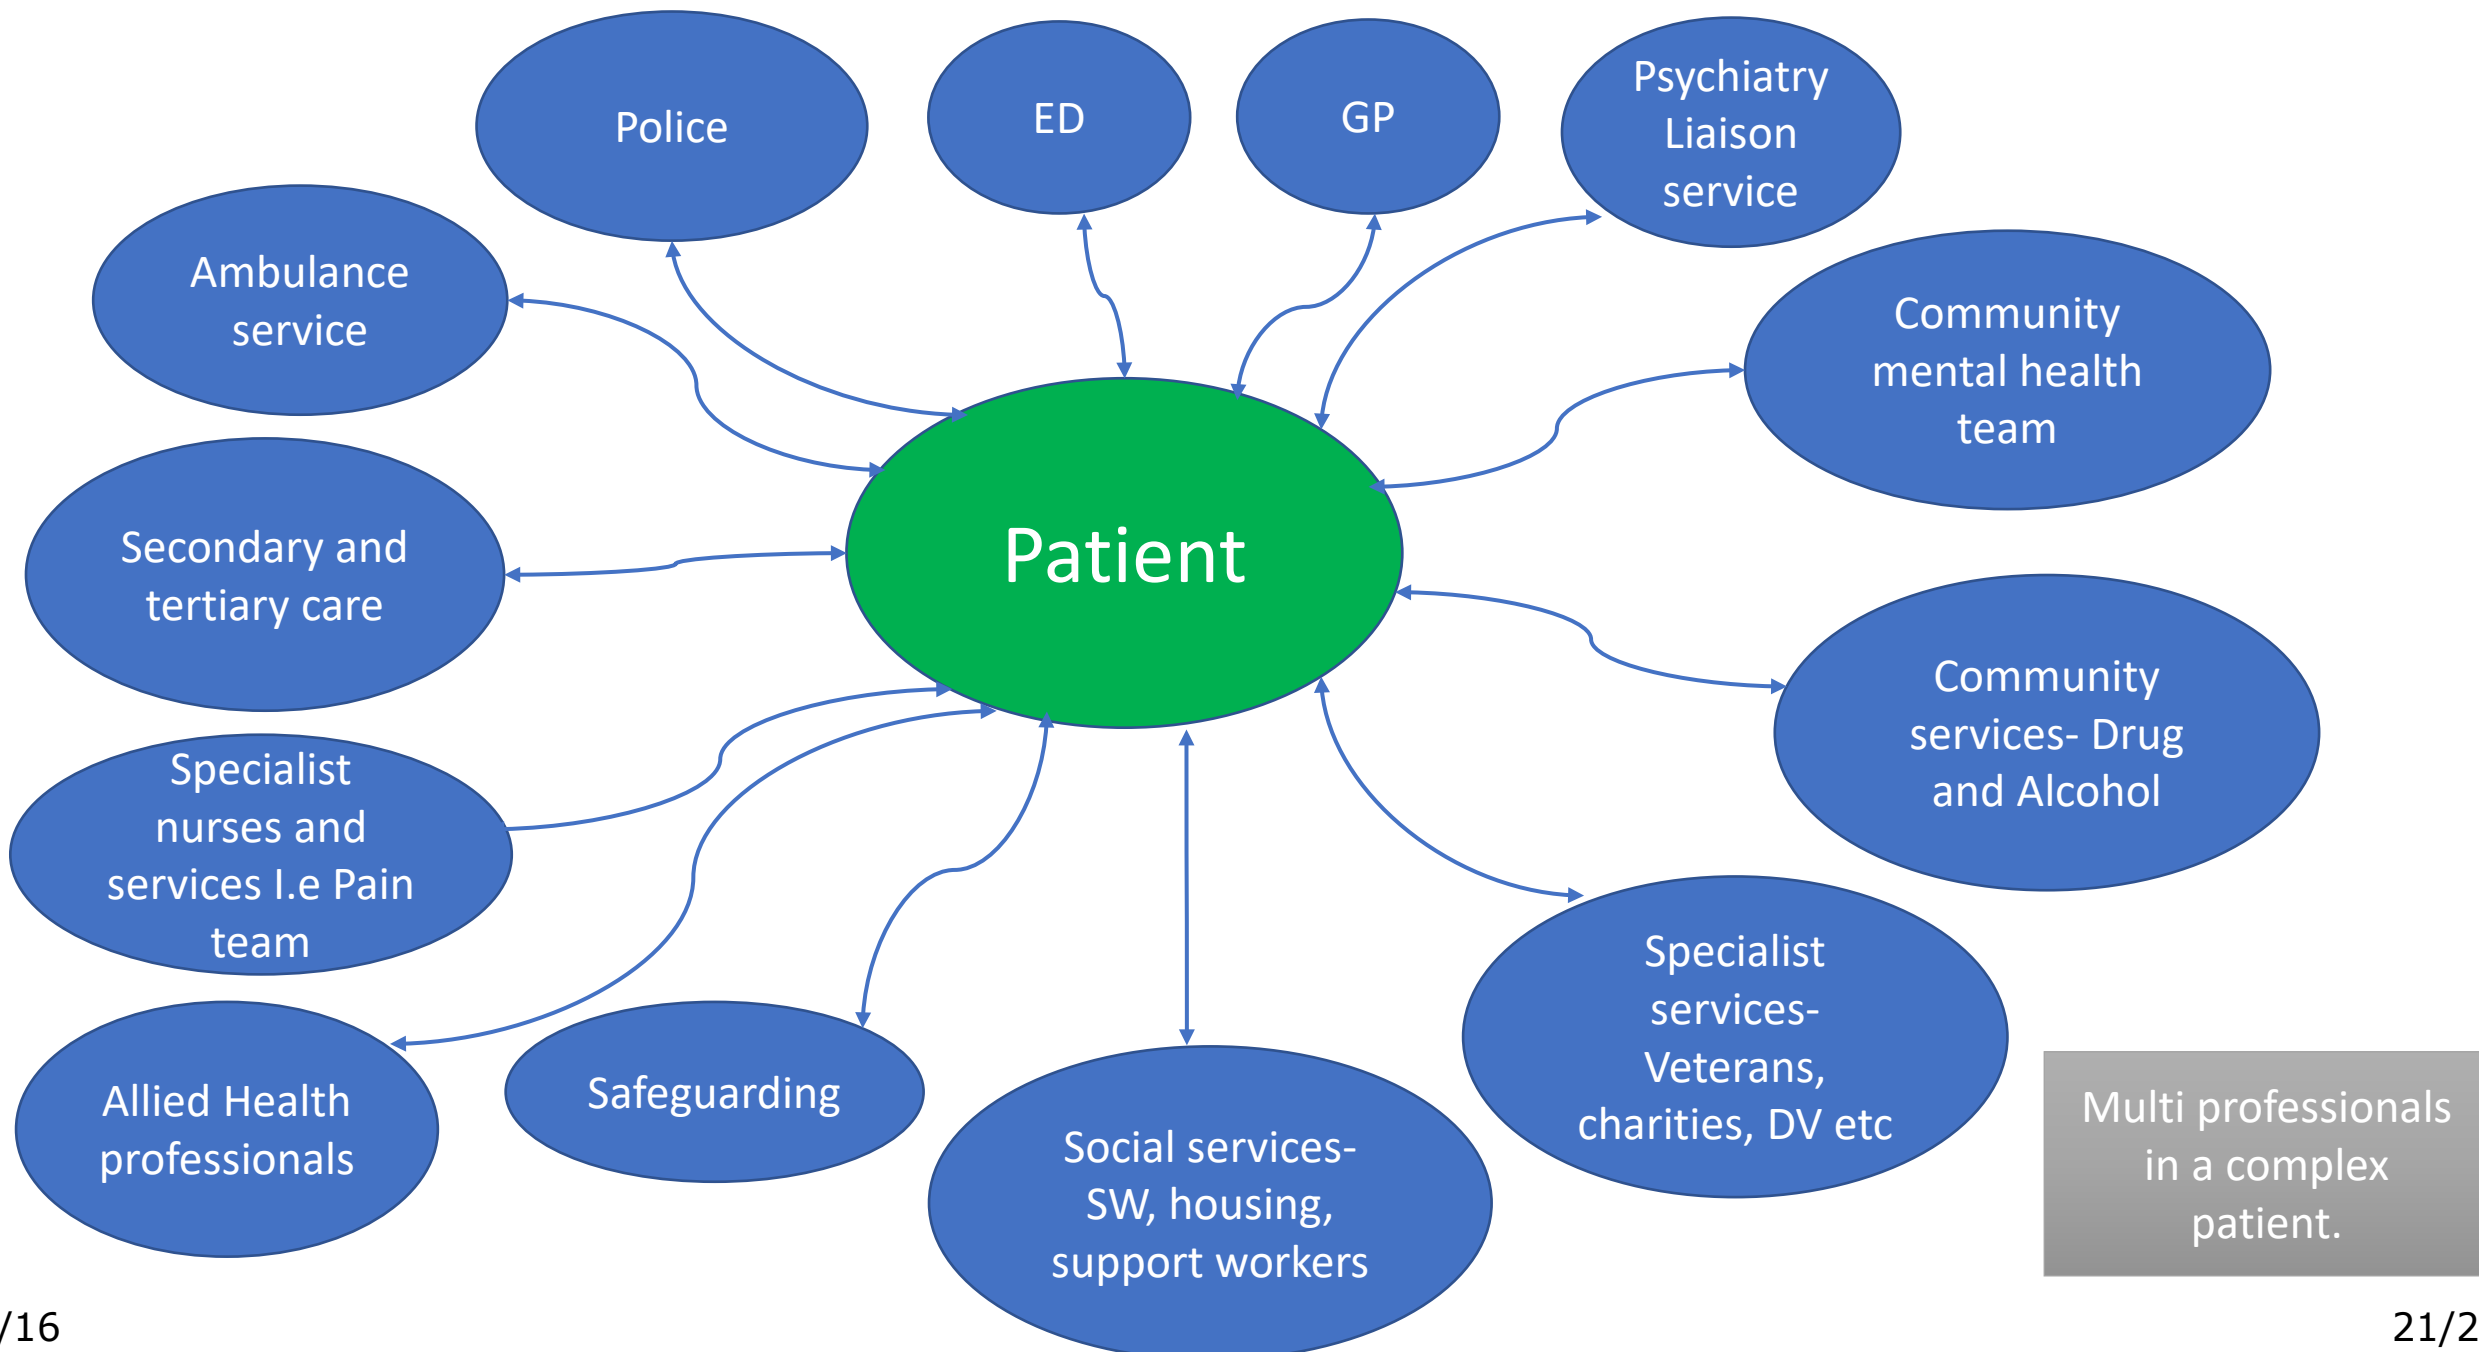 Police
ED
GP
Psychiatry
Liaison
service
Ambulance
service
Community
mental health
team
Secondary and
tertiary care
Patient
Community
services- Drug
and Alcohol
Specialist
nurses and
services I.e Pain
team
Specialist
services-
Veterans,
charities, DV etc
Allied Health
professionals
Safeguarding
Social services-
SW, housing,
support workers
Multi professionals
in a complex
patient.
/16
21/2